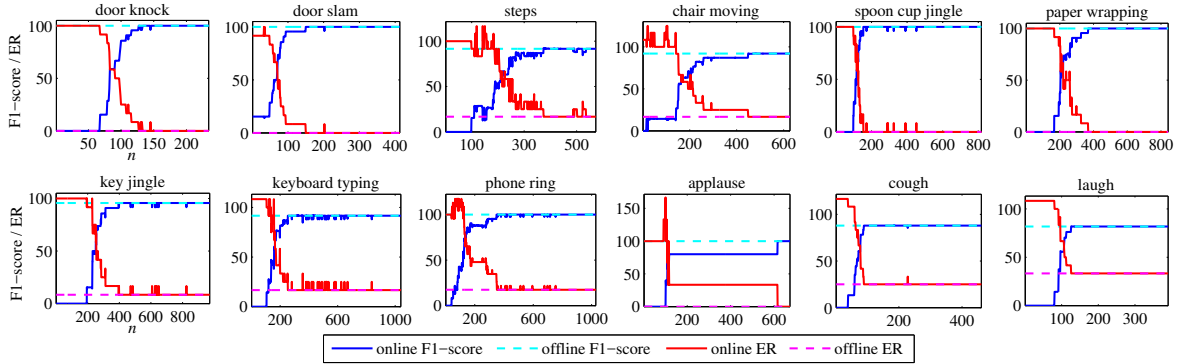 door knock
door slam
steps
chair moving
spoon cup jingle
paper wrapping
F1−score / ER
100
50
0
50 100 150 200
n
100
50
0
200 400
100
50
0
100 300 500
100
50
0
200 400 600
100
50
0
200 400 600 800
100
50
0
200 400 600 800
key jingle
keyboard typing
phone ring
applause
cough
laugh
F1−score / ER
100
50
0
200 400 600 800
n
100
50
0
200 600 1000
100
50
0
200 600 1000
150
100
50
0
200 400 600
100
50
0
200 400
100
50
0
100 200 300
online F1−score
offline F1−score
online ER
offline ER